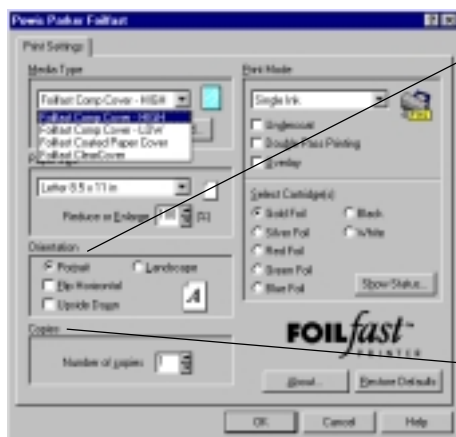 Powis Parker Foilfast
Print Settings
Media Type
Foilfast Comp Cover - HIGH
Foilfast Comp Cover - HIGH
Foilfast Comp Cover - LOW
Foilfast Coated Paper Cover
Foilfast ClearCover
Letter 8.5 x 11 in
Reduce or Enlarge
(%)
Orientation
Portrait
Landscape
Flip Horizontal
Upside Down
A
Copies
Number of copies
1
Print Mode
Single Ink
Undercoat
Double Pass Printing
Overlay
Select Cartridge(s)
Gold Foil
Black
Silver Foil
White
Red Foil
Green Foil
Blue Foil
Show Status...
FOILfast™
PRINTER
About...
Restore Defaults
OK
Cancel
Help